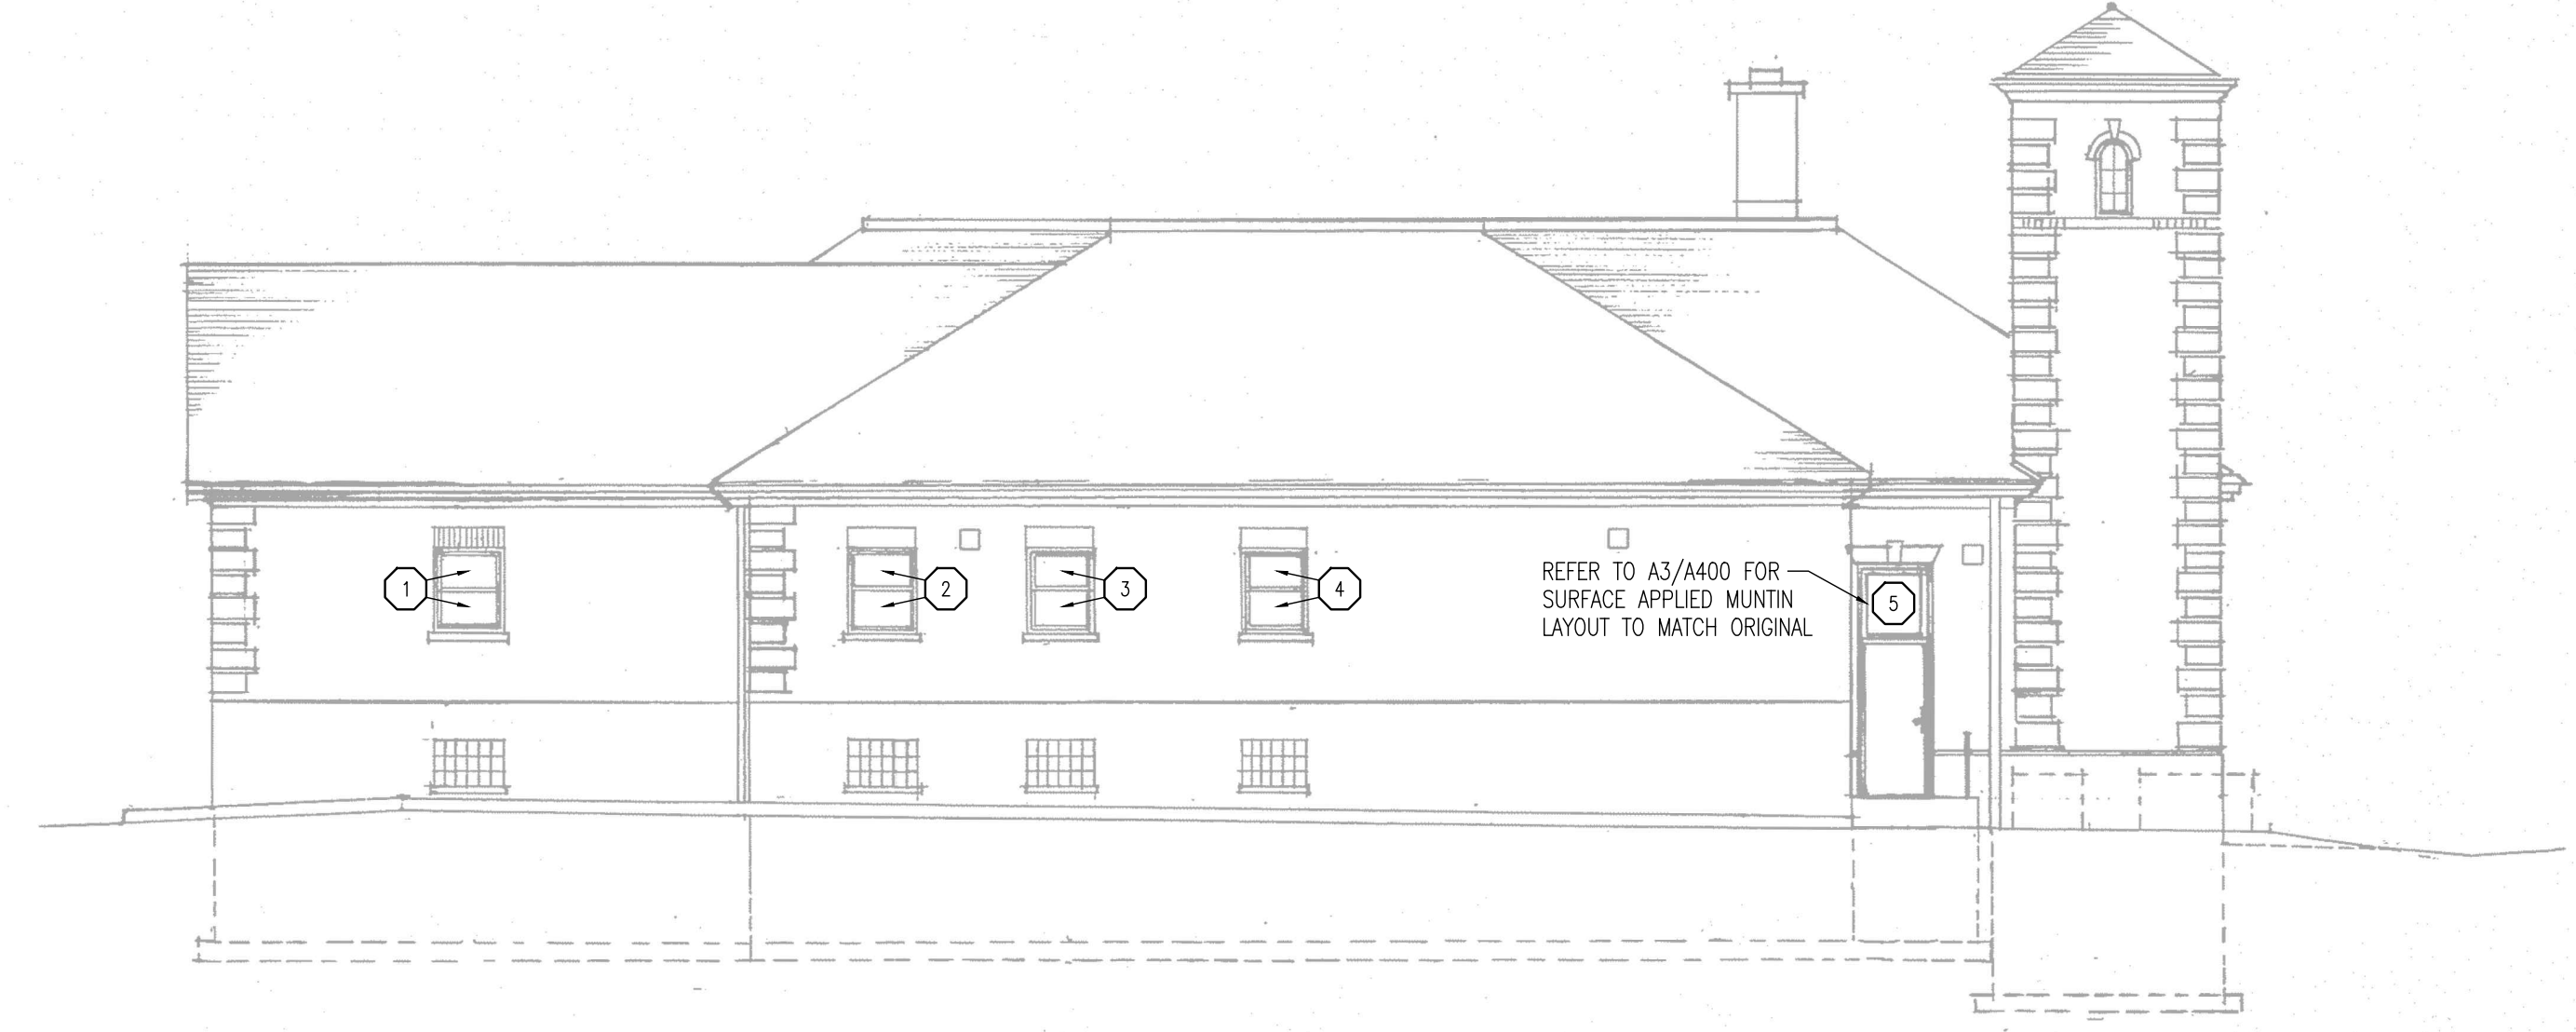 1
2
3
4
REFER TO A3/A400 FOR
SURFACE APPLIED MUNTIN
LAYOUT TO MATCH ORIGINAL
5